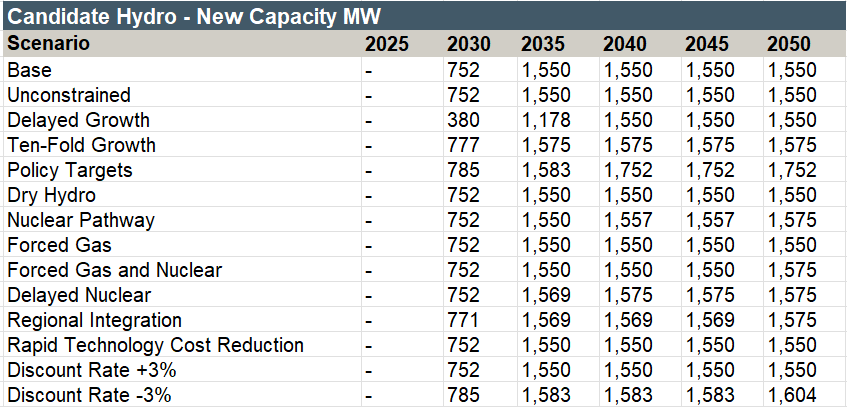 Candidate Hydro - New Capacity MW
Scenario 2025 2030 2035 2040 2045 2050
Base - 752 1,550 1,550 1,550 1,550
Unconstrained - 752 1,550 1,550 1,550 1,550
Delayed Growth - 380 1,178 1,550 1,550 1,550
Ten-Fold Growth - 777 1,575 1,575 1,575 1,575
Policy Targets - 785 1,583 1,752 1,752 1,752
Dry Hydro - 752 1,550 1,550 1,550 1,550
Nuclear Pathway - 752 1,550 1,557 1,557 1,575
Forced Gas - 752 1,550 1,550 1,550 1,550
Forced Gas and Nuclear - 752 1,550 1,550 1,550 1,575
Delayed Nuclear - 752 1,569 1,575 1,575 1,575
Regional Integration - 771 1,569 1,569 1,569 1,575
Rapid Technology Cost Reduction - 752 1,550 1,550 1,550 1,550
Discount Rate +3% - 752 1,550 1,550 1,550 1,550
Discount Rate -3% - 785 1,583 1,583 1,583 1,604